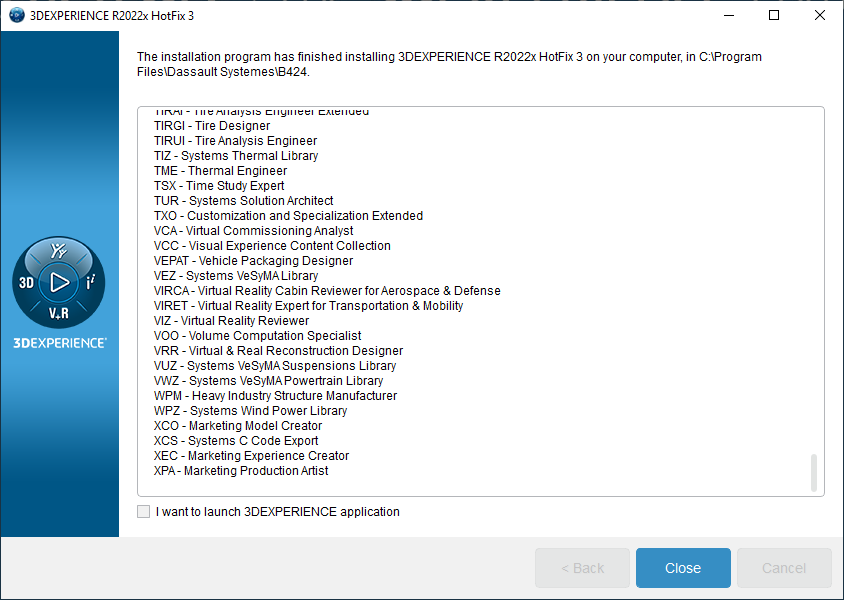 3DEXPERIENCE R2022x HotFix 3
The installation program has finished installing 3DEXPERIENCE R2022x HotFix 3 on your computer, in C:\Program
Files\Dassault Systemes\B424.
TIRAI - Tire Analysis Engineer Extended
TIRGI - Tire Designer
TIRUI - Tire Analysis Engineer
TIZ - Systems Thermal Library
TME - Thermal Engineer
TSX - Time Study Expert
TUR - Systems Solution Architect
TXO - Customization and Specialization Extended
VCA - Virtual Commissioning Analyst
VCC - Visual Experience Content Collection
VEPAT - Vehicle Packaging Designer
VEZ - Systems VeSyMA Library
VIRCA - Virtual Reality Cabin Reviewer for Aerospace & Defense
VIRET - Virtual Reality Expert for Transportation & Mobility
VIZ - Virtual Reality Reviewer
VOO - Volume Computation Specialist
VRR - Virtual & Real Reconstruction Designer
VUZ - Systems VeSyMA Suspensions Library
VWZ - Systems VeSyMA Powertrain Library
WPM - Heavy Industry Structure Manufacturer
WPZ - Systems Wind Power Library
XCO - Marketing Model Creator
XCS - Systems C Code Export
XEC - Marketing Experience Creator
XPA - Marketing Production Artist
3D
i
V+R
3DEXPERIENCE
I want to launch 3DEXPERIENCE application
< Back
Close
Cancel